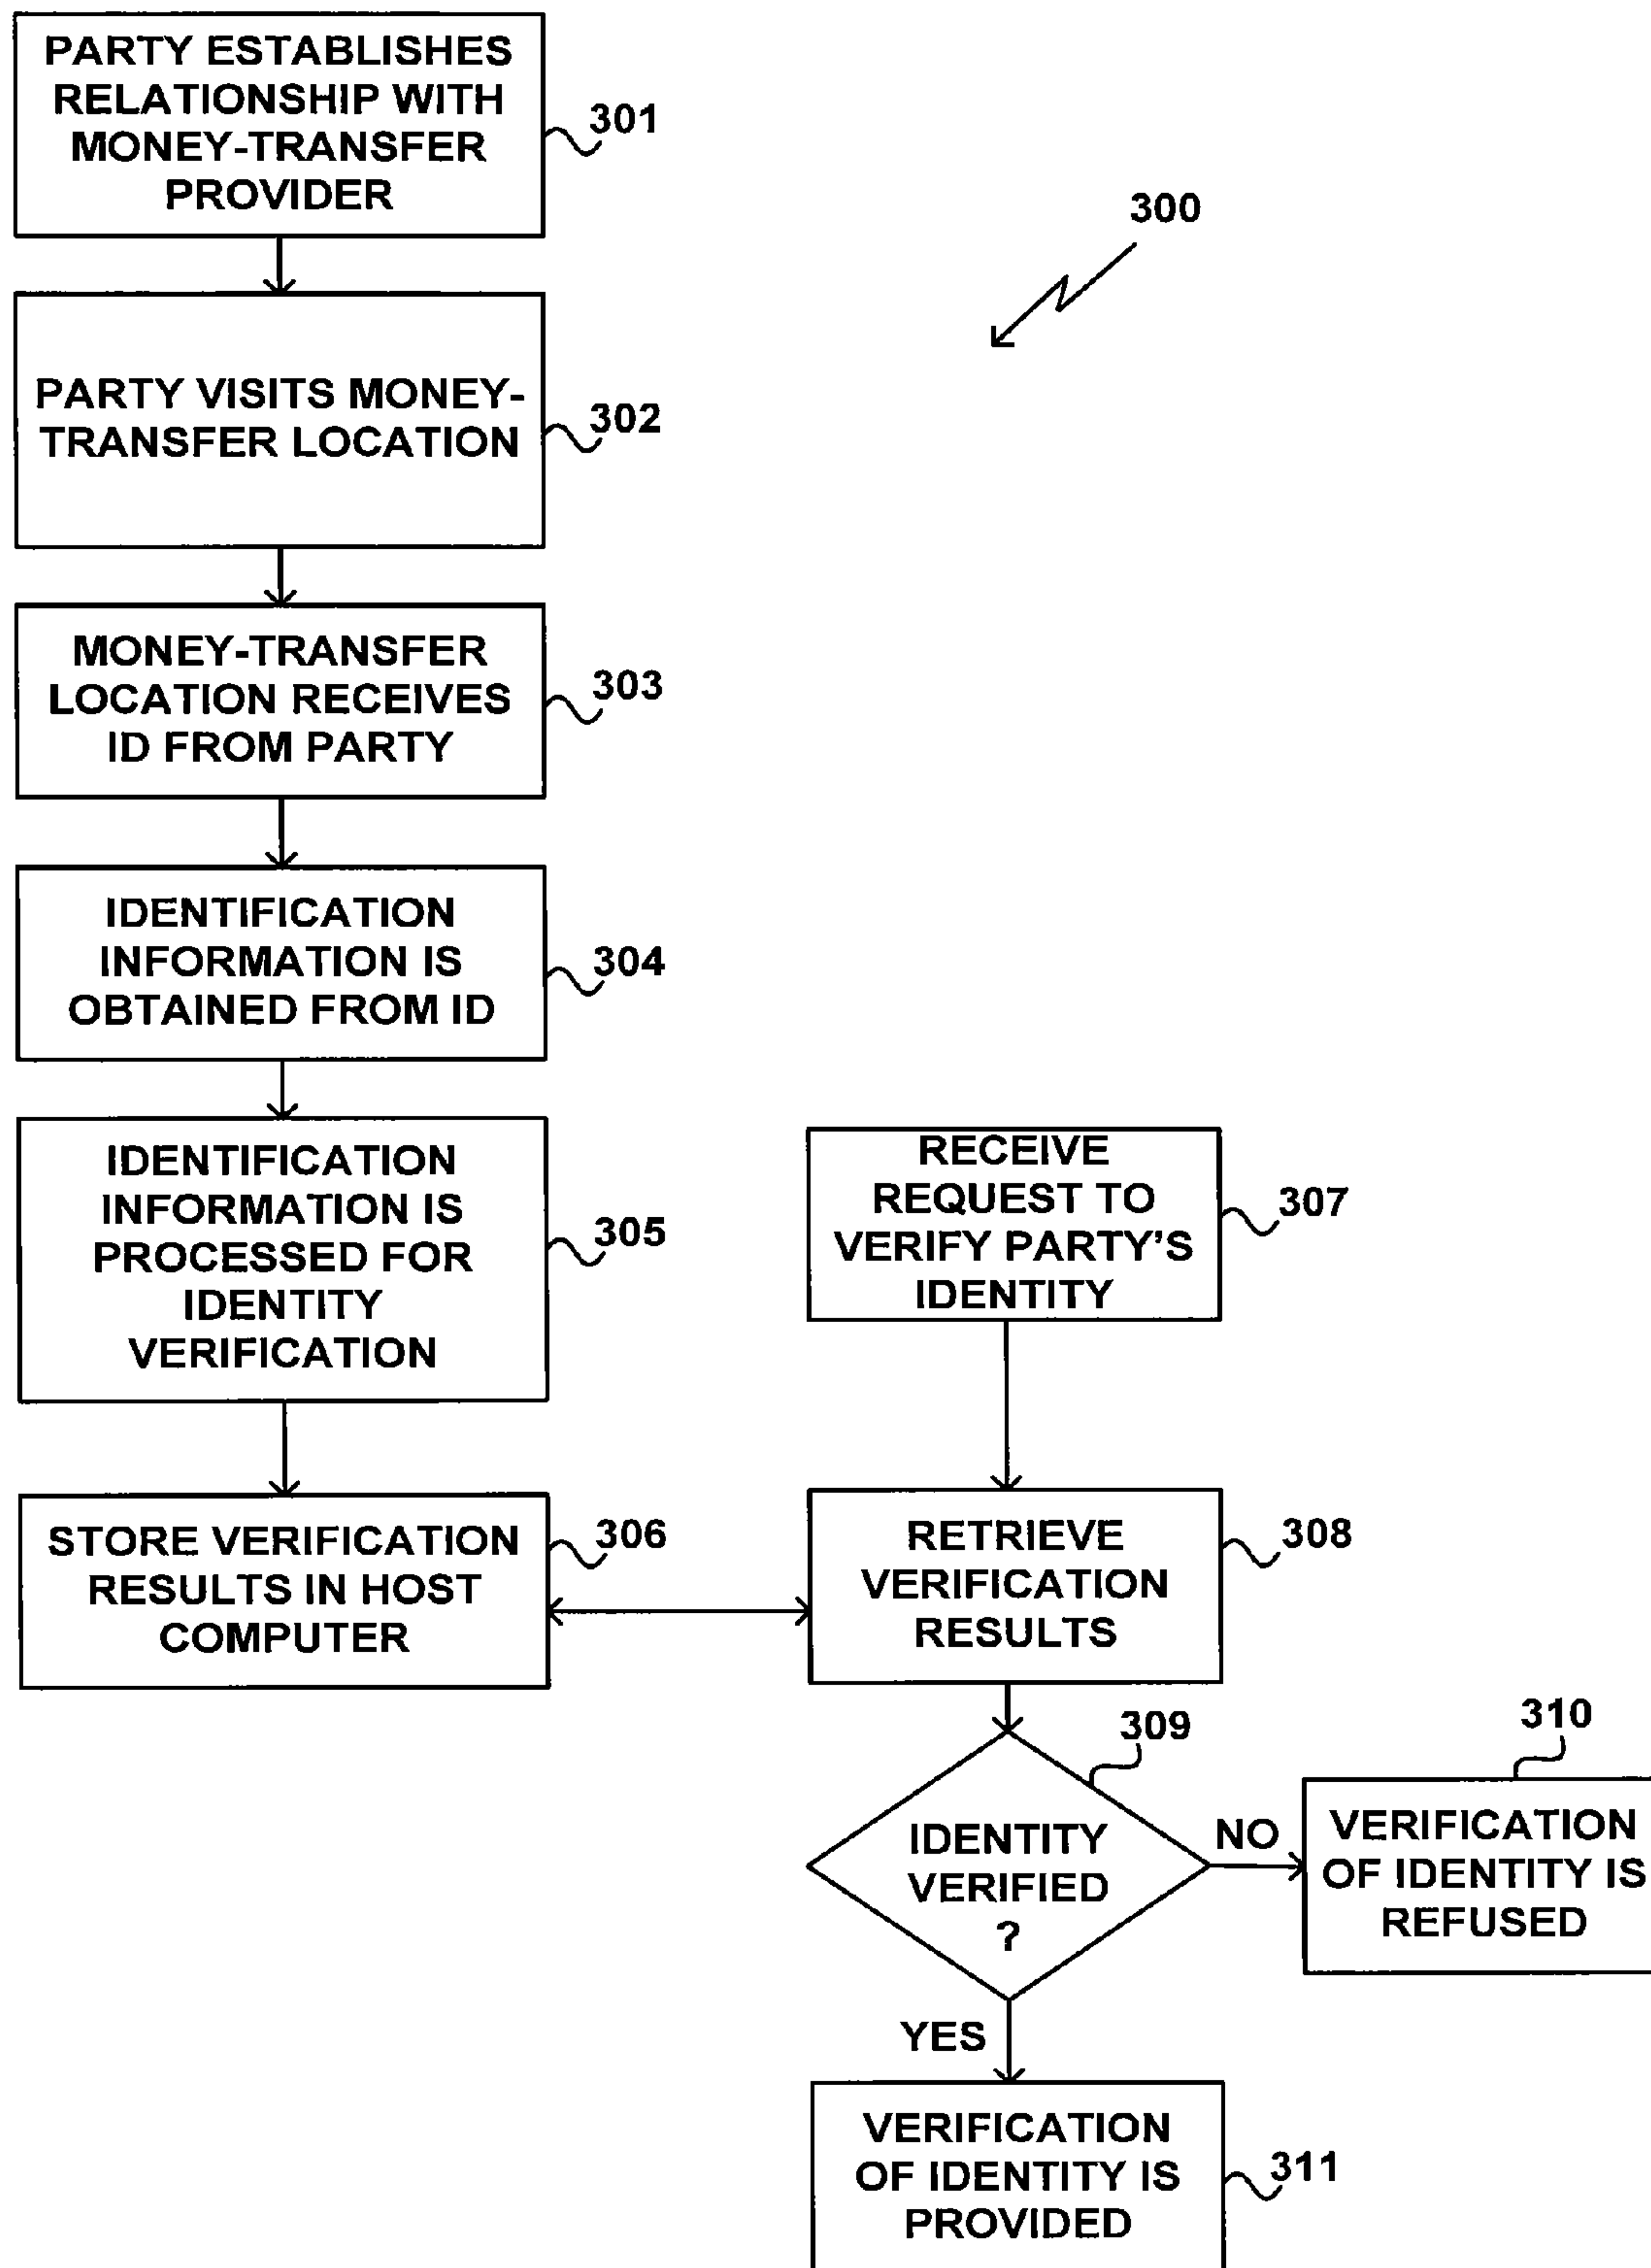 PARTY ESTABLISHES
RELATIONSHIP WITH
MONEY-TRANSFER
PROVIDER
301
300
PARTY VISITS MONEY-
TRANSFER LOCATION
302
MONEY-TRANSFER
LOCATION RECEIVES
ID FROM PARTY
303
IDENTIFICATION
INFORMATION IS
OBTAINED FROM ID
304
IDENTIFICATION
INFORMATION IS
PROCESSED FOR
IDENTITY
VERIFICATION
305
STORE VERIFICATION
RESULTS IN HOST
COMPUTER
306
RECEIVE
REQUEST TO
VERIFY PARTY'S
IDENTITY
307
RETRIEVE
VERIFICATION
RESULTS
308
309
IDENTITY
VERIFIED
?
NO
310
VERIFICATION
OF IDENTITY IS
REFUSED
YES
VERIFICATION
OF IDENTITY IS
PROVIDED
311